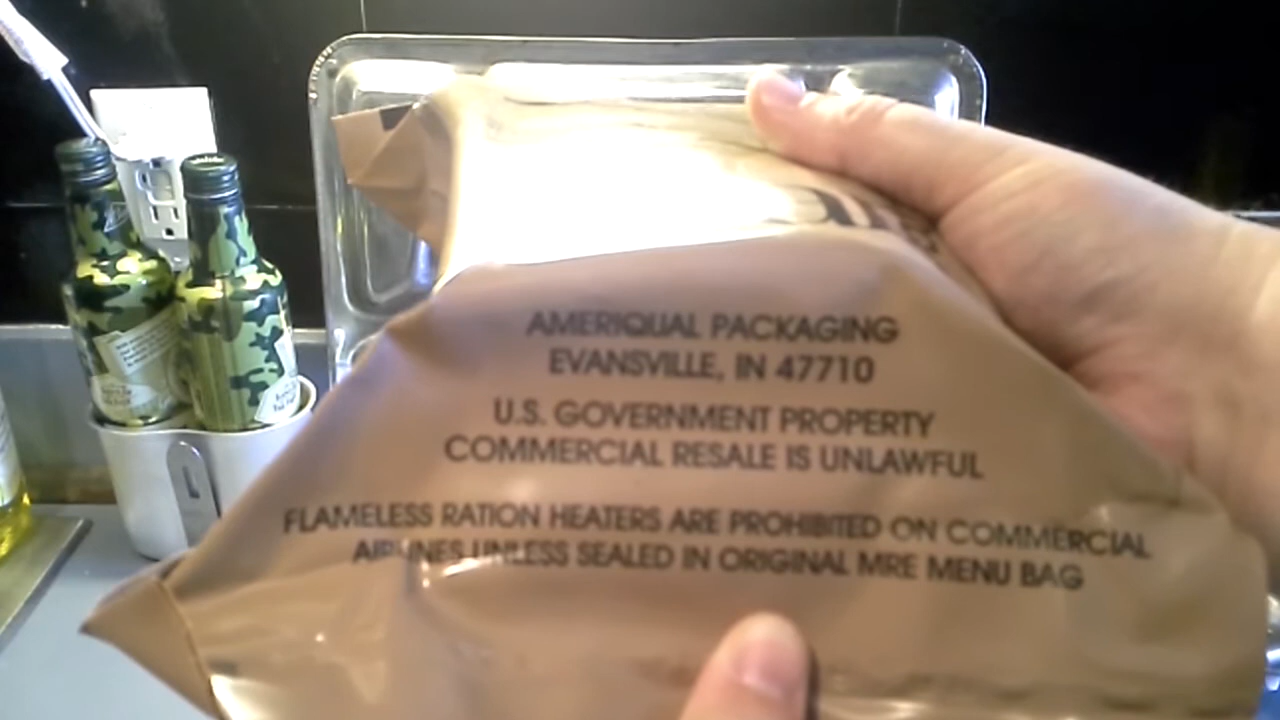 AMERIQUAL PACKAGING
EVANSVILLE, IN 47710
U.S. GOVERNMENT PROPERTY
COMMERCIAL RESALE IS UNLAWFUL
FLAMELESS RATION HEATERS ARE PROHIBITED ON COMMERCIAL
AIRLINES UNLESS SEALED IN ORIGINAL MRE MENU BAG